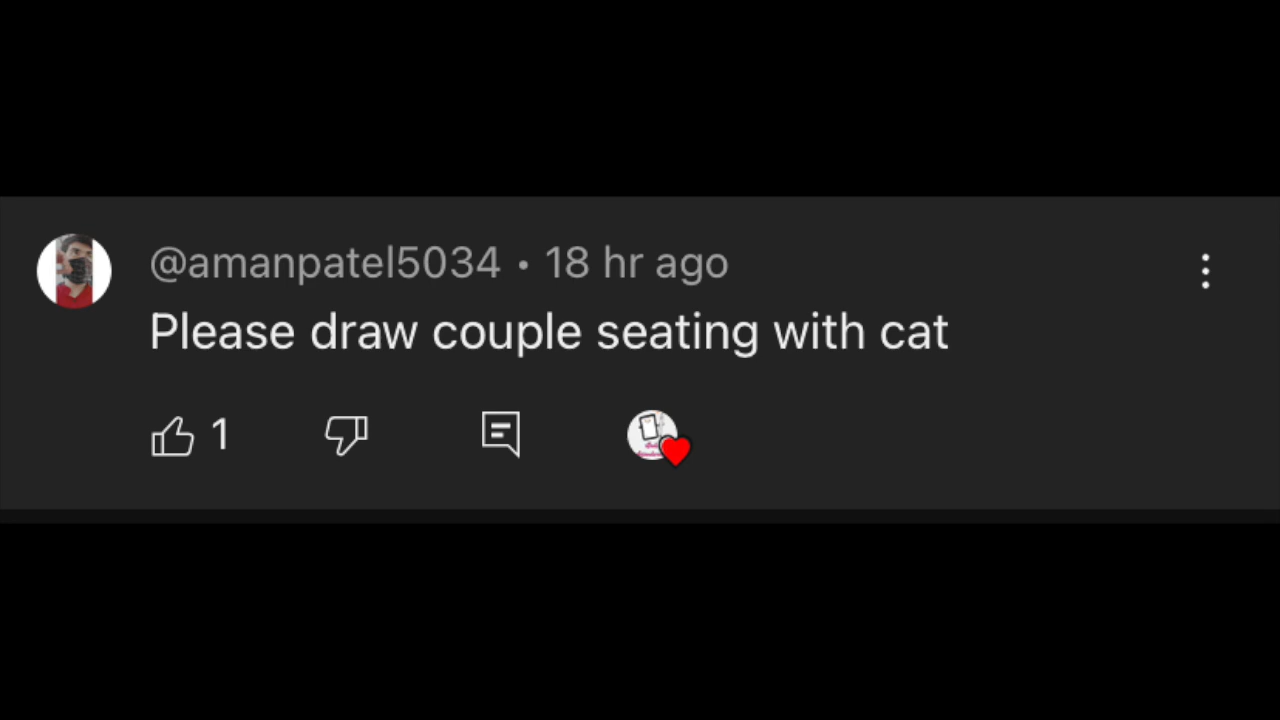 @amanpatel5034 • 18 hr ago
Please draw couple seating with cat
1